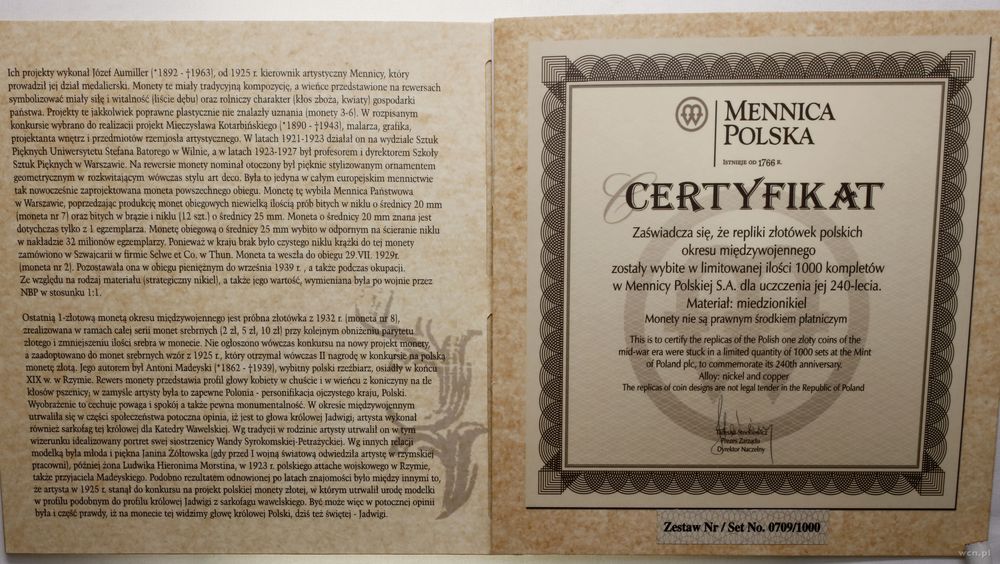 Ich projekty wykonał Józef Aumiller (*1892 - †1963), od 1925 r. kierownik artystyczny Mennicy, który
prowadził jej dział medalierski. Monety te miały tradycyjną kompozycję, a wieńce przedstawione na rewersach
symbolizować miały siłę i witalność (liście dębu) oraz rolniczy charakter (kłos zboża, kwiaty) gospodarki
państwa. Projekty te jakkolwiek poprawne plastycznie nie znalazły uznania (monety 3-6). W rozpisanym
konkursie wybrano do realizacji projekt Mieczysława Kotarbińskiego (*1890 - †1943), malarza, grafika,
projektanta wnętrz i przedmiotów rzemiosła artystycznego. W latach 1921-1923 działał on na wydziale Sztuk
Pięknych Uniwersytetu Stefana Batorego w Wilnie, a w latach 1923-1927 był profesorem i dyrektorem Szkoły
Sztuk Pięknych w Warszawie. Na rewersie monety nominał otoczony był pięknie stylizowanym ornamentem
geometrycznym w rozkwitającym wówczas stylu art deco. Była to jedyna w całym europejskim mennictwie
tak nowocześnie zaprojektowana moneta powszechnego obiegu. Monetę tę wybiła Mennica Państwowa
w Warszawie, poprzedzając produkcję monet obiegowych niewielką ilością prób bitych w niklu o średnicy 20 mm
(moneta nr 7) oraz bitych w brązie i niklu (12 szt.) o średnicy 25 mm. Moneta o średnicy 20 mm znana jest
dotychczas tylko z 1 egzemplarza. Monetę obiegową o średnicy 25 mm wybito w odpornym na ścieranie niklu
w nakładzie 32 milionów egzemplarzy. Ponieważ w kraju brak było czystego niklu krążki do tej monety
zamówiono w Szwajcarii w firmie Selwe et Co. w Thun. Moneta ta weszła do obiegu 29.VII. 1929r.
(moneta nr 2). Pozostawała ona w obiegu pieniężnym do września 1939 r. , a także podczas okupacji.
Ze względu na rodzaj materiału (strategiczny nikiel), a także jego wartość, wymieniana była po wojnie przez
NBP w stosunku 1:1.
Ostatnią 1-złotową monetą okresu międzywojennego jest próbna złotówka z 1932 r. (moneta nr 8),
zrealizowana w ramach całej serii monet srebrnych (2 zł, 5 zł, 10 zł) przy kolejnym obniżeniu parytetu
złotego i zmniejszeniu ilości srebra w monecie. Nie ogłoszono wówczas konkursu na nowy projekt monety,
a zaadoptowano do monet srebrnych wzór z 1925 r., który otrzymał wówczas II nagrodę w konkursie na polską
monetę złotą. Jego autorem był Antoni Madeyski (*1862 - †1939), wybitny polski rzeźbiarz, osiadły w końcu
XIX w. w Rzymie. Rewers monety przedstawia profil głowy kobiety w chuście i w wieńcu z koniczyny na tle
kłosów pszenicy, w zamyśle artysty była to zapewne Polonia - personifikacja ojczystego kraju, Polski.
Wyobrażenie to cechuje powaga i spokój a także pewna monumentalność. W okresie międzywojennym
utrwaliła się w części społeczeństwa potoczna opinia, iż jest to głowa królowej Jadwigi; artysta wykonał
również sarkofag tej królowej dla Katedry Wawelskiej. Wg tradycji w rodzinie artysty utrwalił on w tym
wizerunku idealizowany portret swej siostrzenicy Wandy Syrokomskej-Petrażyckiej. Wg innych relacji
modelką była młoda i piękna Janina Żółtowska (gdy przed I wojną światową odwiedziła artystę w rzymskiej
pracowni), później żona Ludwika Hieronima Morstina, w 1923 r. polskiego attache wojskowego w Rzymie,
także przyjaciela Madeyskiego. Podobno rezultatem odnowionej po latach znajomości było między innymi to,
że artysta w 1925 r. stanął do konkursu na projekt polskiej monety złotej, w którym utrwalił urodę modelki
w profilu podobnym do profilu królowej Jadwigi z sarkofagu wawelskiego. Być może więc w potocznej opinii
była i część prawdy, iż na monecie tej widzimy głowę królowej Polski, dziś też świętej - Jadwigi.
MENNICA
POLSKA
ISTNIEJE OD 1766 R.
CERTYFIKAT
Zaświadcza się, że repliki złotówek polskich
okresu międzywojennego
zostały wybite w limitowanej ilości 1000 kompletów
w Mennicy Polskiej S.A. dla uczczenia jej 240-lecia.
Materiał: miedzionikiel
Monety nie są prawnym środkiem płatniczym
This is to certify the replicas of the Polish one zloty coins of the
mid-war era were stuck in a limited quantity of 1000 sets at the Mint
of Poland plc, to commemorate its 240th anniversary.
Alloy: nickel and copper
The replicas of coin designs are not legal tender in the Republic of Poland
Prezes Zarządu
Dyrektor Naczelny
Zestaw Nr / Set No. 0709/1000
wcn.pl